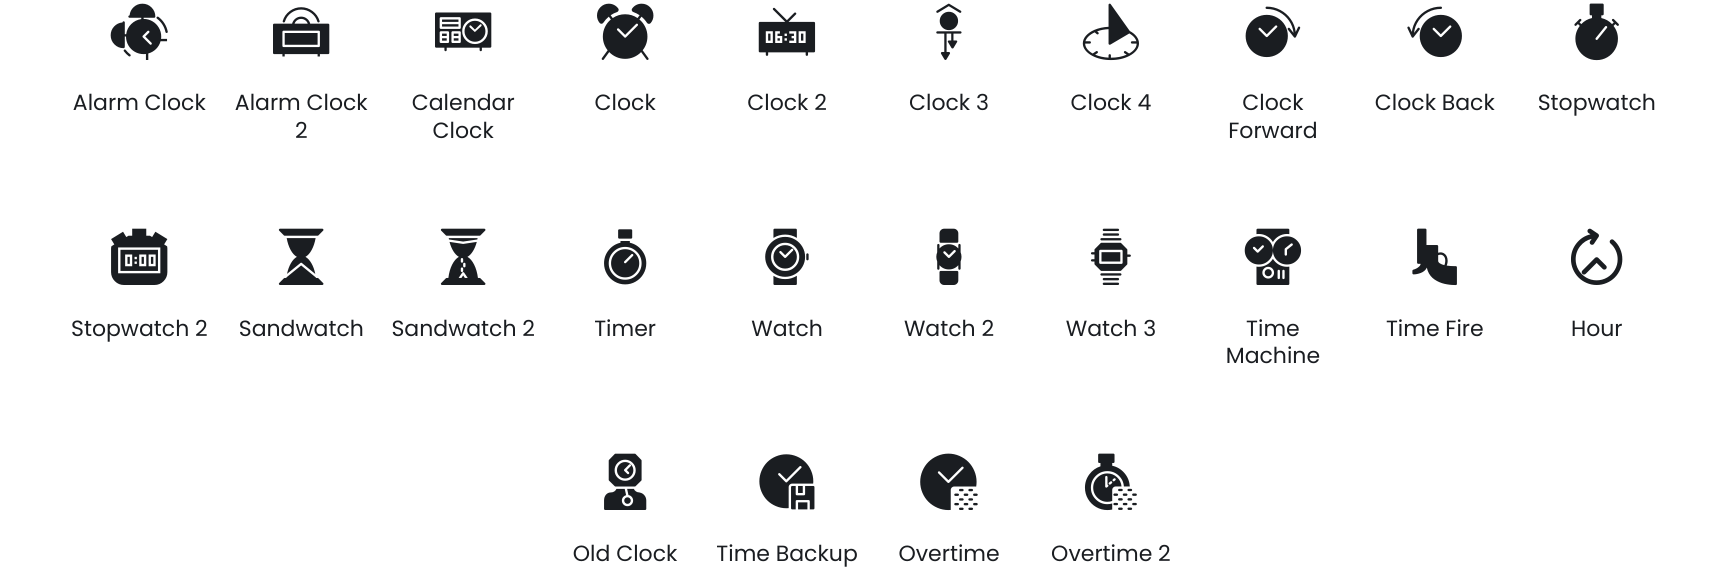 06:30
Alarm Clock
Alarm Clock
2
Calendar
Clock
Clock
Clock 2
Clock 3
Clock 4
Clock
Forward
Clock Back
Stopwatch
0:00
Stopwatch 2
Sandwatch
Sandwatch 2
Timer
Watch
Watch 2
Watch 3
Time
Machine
Time Fire
Hour
Old Clock
Time Backup
Overtime
Overtime 2